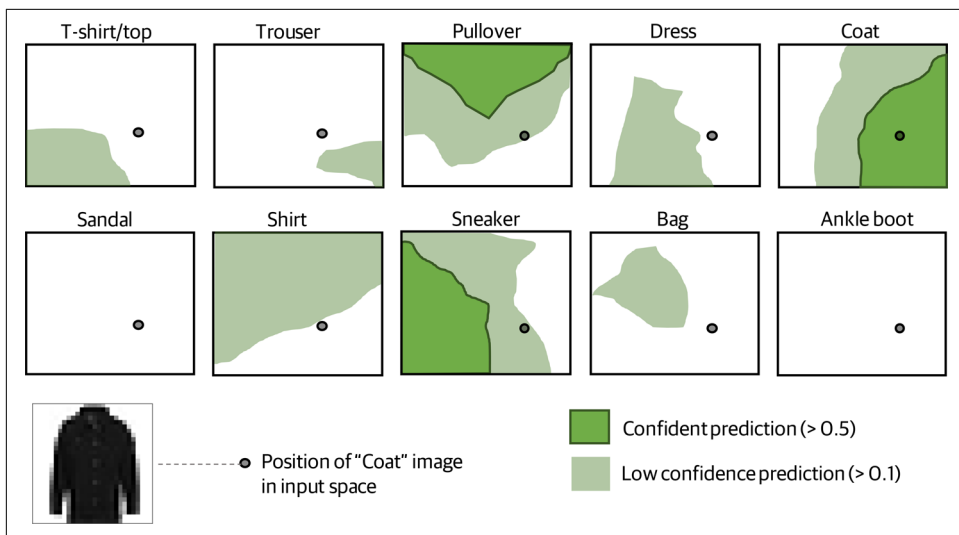 T-shirt/top
Trouser
Pullover
Dress
Coat
Sandal
Shirt
Sneaker
Bag
Ankle boot
Position of "Coat" image
in input space
Confident prediction (> 0.5)
Low confidence prediction (> 0.1)